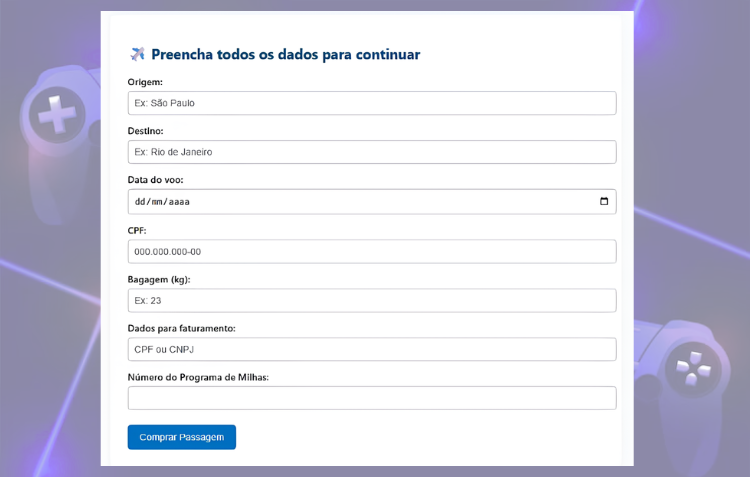 Preencha todos os dados para continuar
Origem:
Ex: São Paulo
Destino:
Ex: Rio de Janeiro
Data do voo:
dd/mm/aaaa
CPF:
000.000.000-00
Bagagem (kg):
Ex: 23
Dados para faturamento:
CPF ou CNPJ
Número do Programa de Milhas:
Comprar Passagem